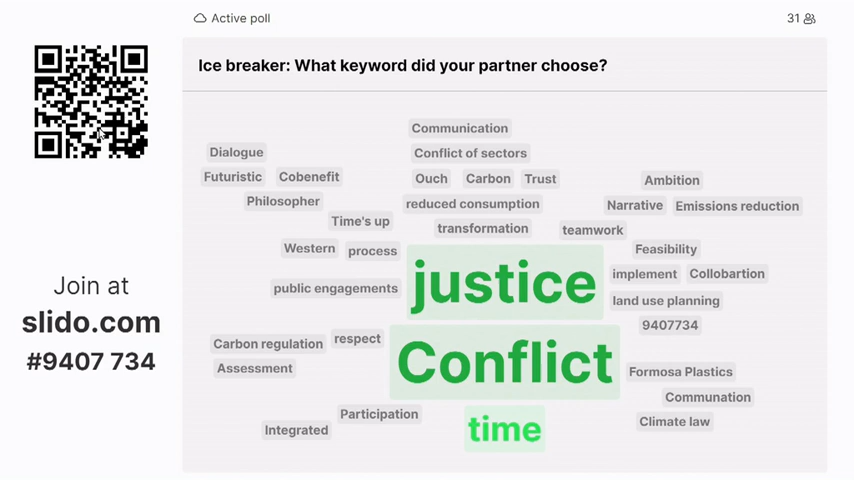 Active poll
31
Ice breaker: What keyword did your partner choose?
Communication
Dialogue
Conflict of sectors
Futuristic Cobenefit
Ouch Carbon Trust
Ambition
Philosopher
reduced consumption
Narrative Emissions reduction
Time's up
transformation
teamwork
Western process
Feasibility
justice
implement Collobartion
public engagements
land use planning
9407734
Carbon regulation respect
Conflict
Assessment
Formosa Plastics
Communation
Participation
Climate law
Integrated
time
Join at
slido.com
#9407 734